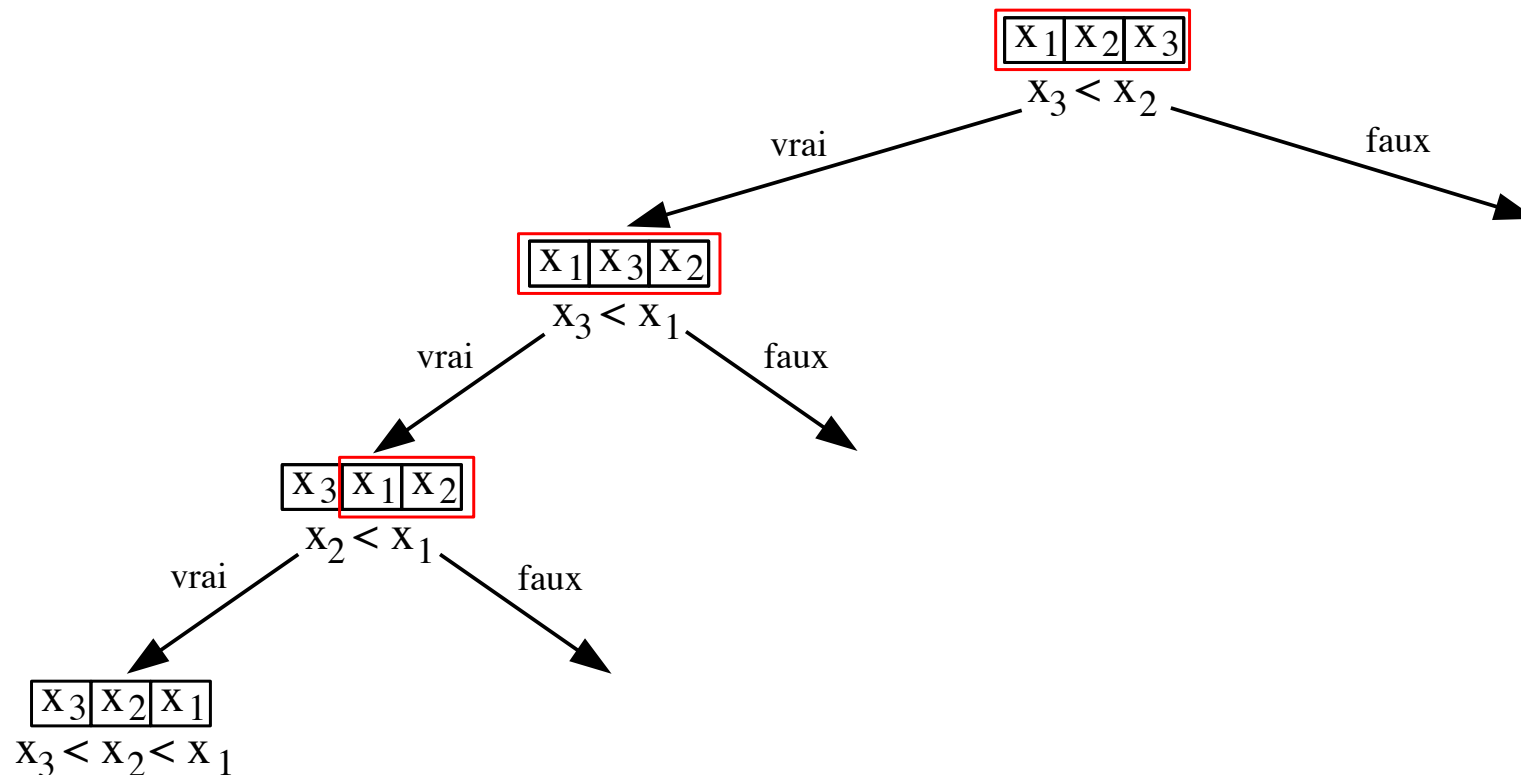 x₁ x₂ x₃
x₃ < x₂
vrai
faux
x₁ x₃ x₂
x₃ < x₁
vrai
faux
x₃ x₁ x₂
x₂ < x₁
vrai
faux
x₃ x₂ x₁
x₃ < x₂ < x₁